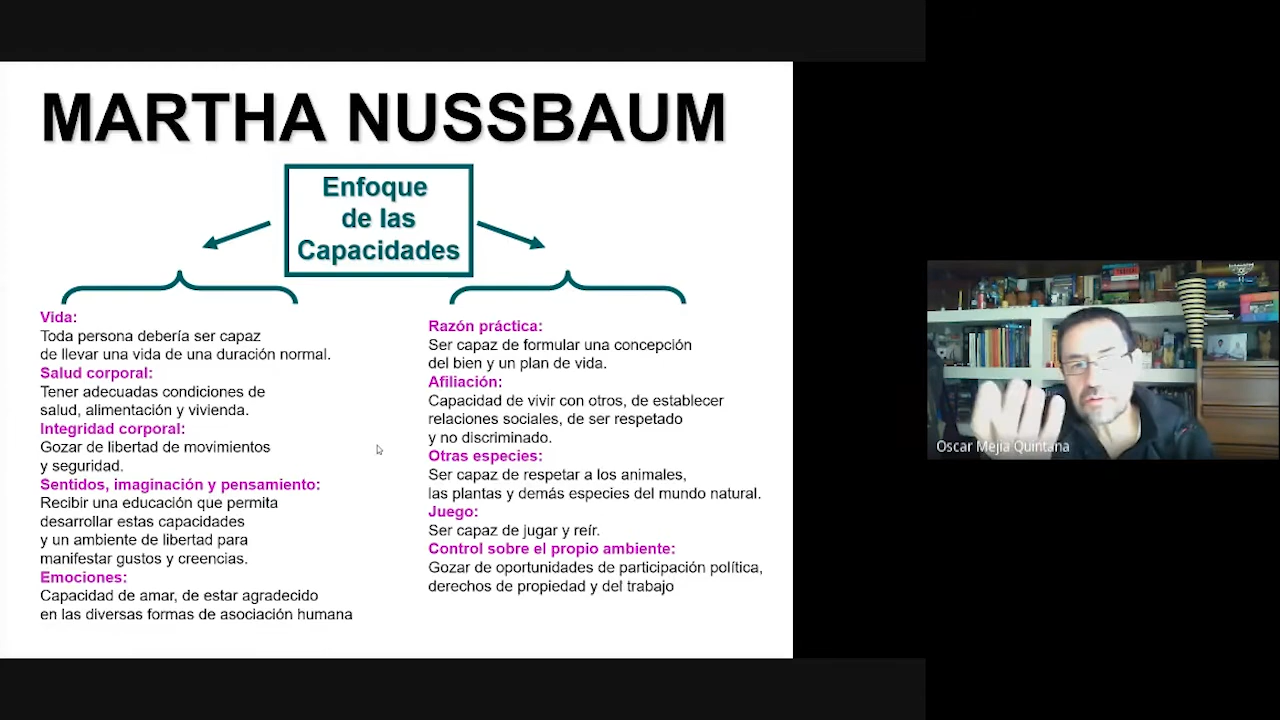 MARTHA NUSSBAUM
Enfoque
de las
Capacidades
Vida:
Toda persona debería ser capaz
de llevar una vida de una duración normal.
Salud corporal:
Tener adecuadas condiciones de
salud, alimentación y vivienda.
Integridad corporal:
Gozar de libertad de movimientos
y seguridad.
Sentidos, imaginación y pensamiento:
Recibir una educación que permita
desarrollar estas capacidades
y un ambiente de libertad para
manifestar gustos y creencias.
Emociones:
Capacidad de amar, de estar agradecido
en las diversas formas de asociación humana
Razón práctica:
Ser capaz de formular una concepción
del bien y un plan de vida.
Afiliación:
Capacidad de vivir con otros, de establecer
relaciones sociales, de ser respetado
y no discriminado.
Otras especies:
Ser capaz de respetar a los animales,
las plantas y demás especies del mundo natural.
Juego:
Ser capaz de jugar y reír.
Control sobre el propio ambiente:
Gozar de oportunidades de participación política,
derechos de propiedad y del trabajo
Oscar Mejía Quintana